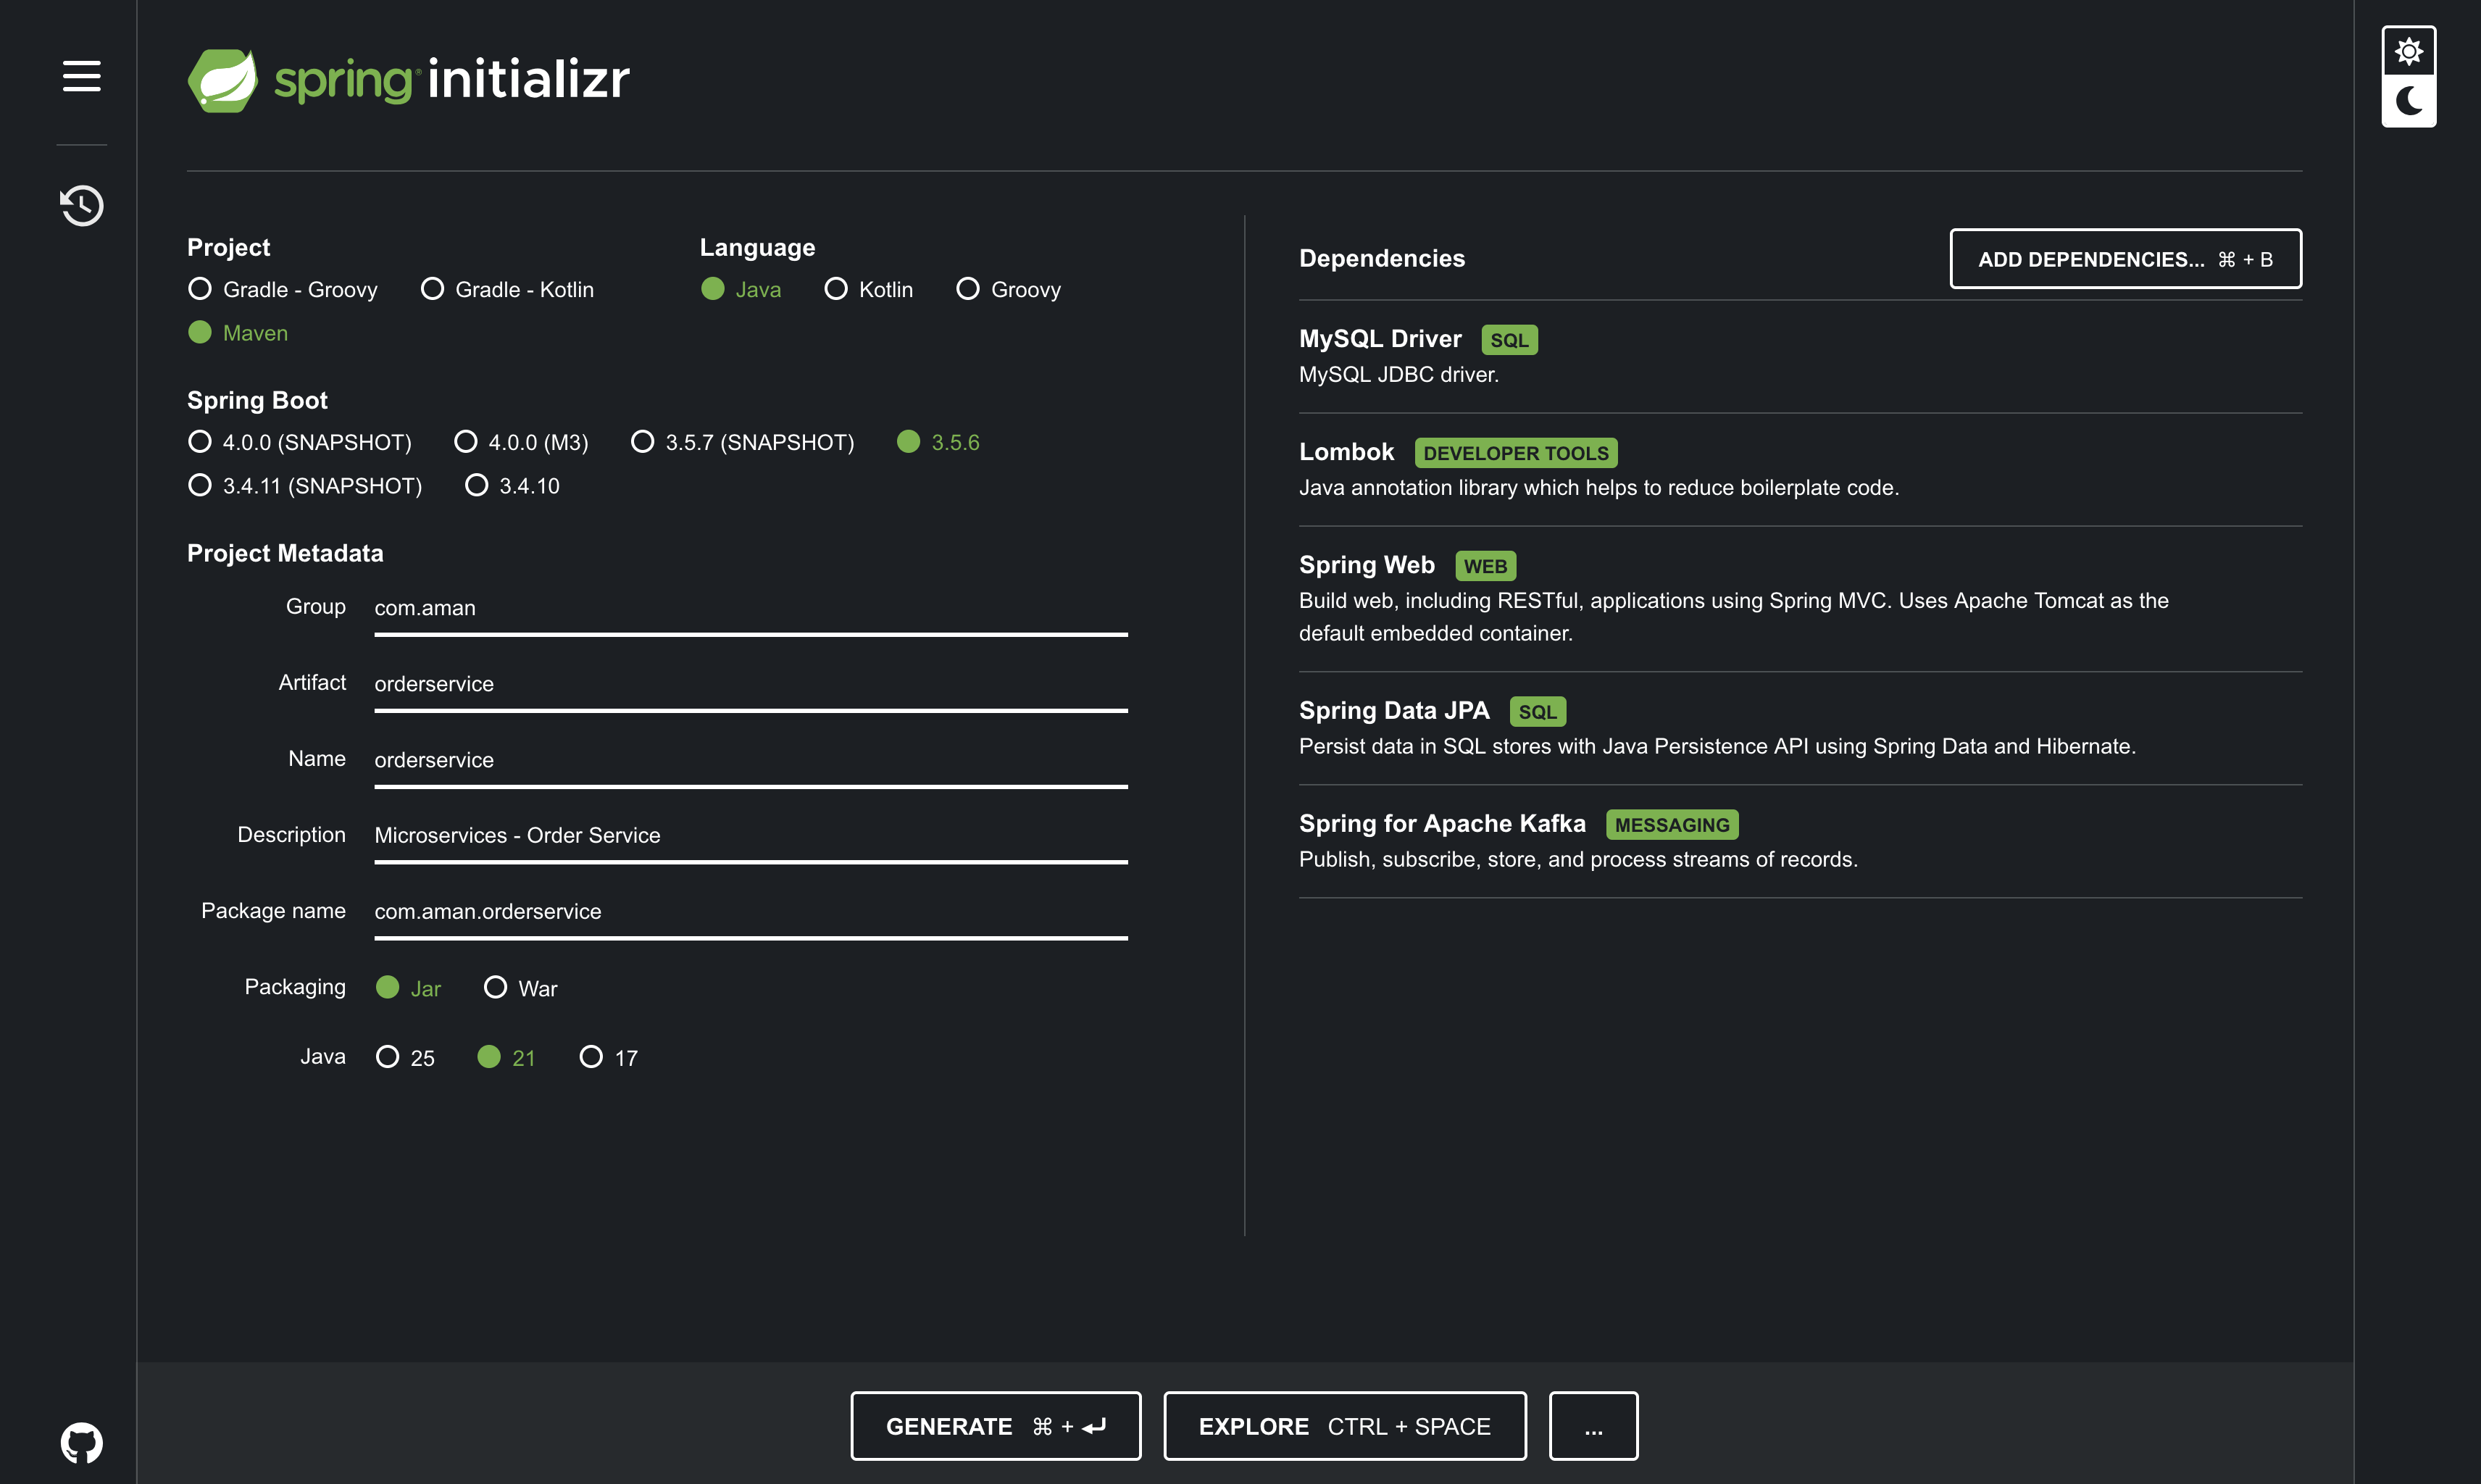 spring initializr
Project
Gradle - Groovy Gradle - Kotlin
Maven
Language
Java Kotlin Groovy
Spring Boot
4.0.0 (SNAPSHOT) 4.0.0 (M3) 3.5.7 (SNAPSHOT) 3.5.6
3.4.11 (SNAPSHOT) 3.4.10
Project Metadata
Group com.aman
Artifact orderservice
Name orderservice
Description Microservices - Order Service
Package name com.aman.orderservice
Packaging Jar War
Java 25 21 17
Dependencies
ADD DEPENDENCIES... ⌘ + B
MySQL Driver SQL
MySQL JDBC driver.
Lombok DEVELOPER TOOLS
Java annotation library which helps to reduce boilerplate code.
Spring Web WEB
Build web, including RESTful, applications using Spring MVC. Uses Apache Tomcat as the
default embedded container.
Spring Data JPA SQL
Persist data in SQL stores with Java Persistence API using Spring Data and Hibernate.
Spring for Apache Kafka MESSAGING
Publish, subscribe, store, and process streams of records.
GENERATE ⌘ + ⏎
EXPLORE CTRL + SPACE
...